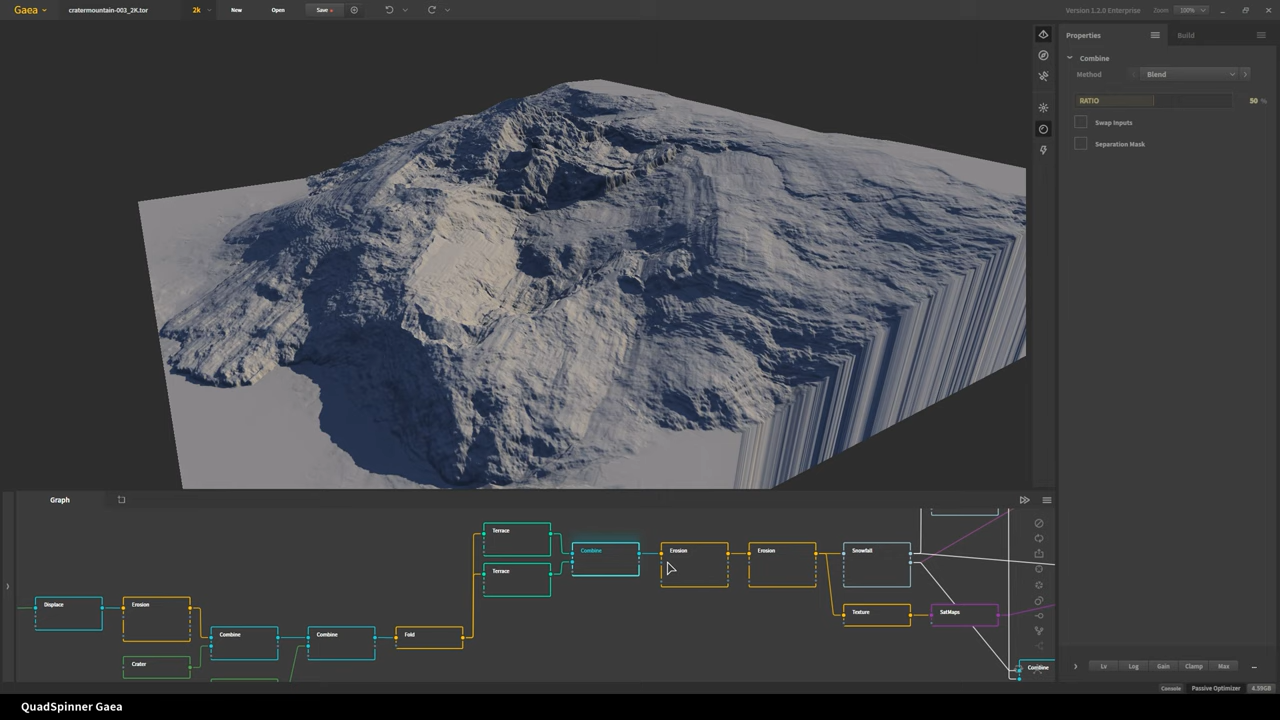 Gaea
cratermountain-003_2K.tor
2k
New
Open
Save
Version 1.2.0 Enterprise
Zoom
100%
Properties
Build
Combine
Method
Blend
RATIO
50 %
Swap Inputs
Separation Mask
Graph
Terrace
Terrace
Combine
Erosion
Erosion
Snowfall
Displace
Erosion
Combine
Combine
Fold
Texture
SatMaps
Crater
Combine
Lv
Log
Gain
Clamp
Max
...
Console
Passive Optimizer
4.59GB
QuadSpinner Gaea